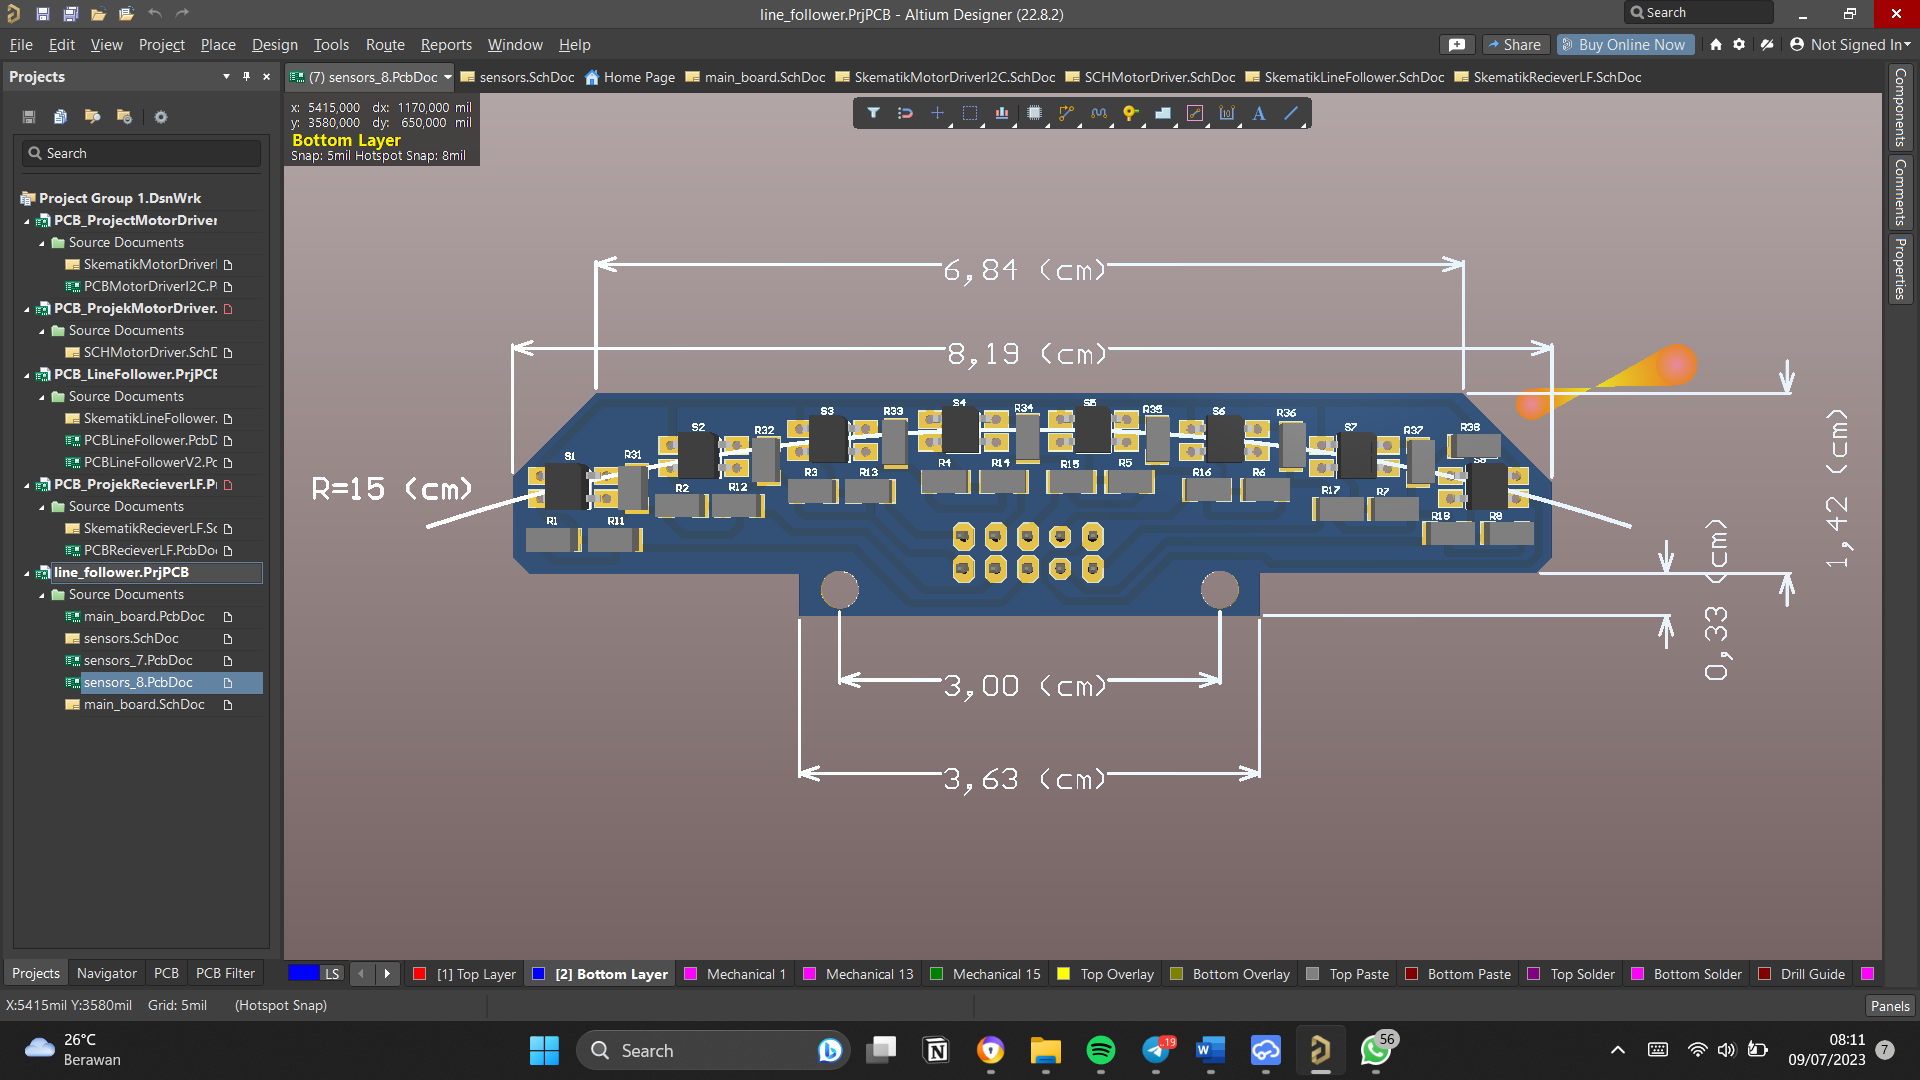 line_follower.PrjPCB - Altium Designer (22.8.2)
Search
File Edit View Project Place Design Tools Route Reports Window Help
Share
Buy Online Now
Not Signed In
Projects
(7) sensors_8.PcbDoc
sensors.SchDoc
Home Page
main_board.SchDoc
SkematikMotorDriverI2C.SchDoc
SCHMotorDriver.SchDoc
SkematikLineFollower.SchDoc
SkematikRecieverLF.SchDoc
x: 5415,000 dx: 1170,000 mil
y: 3580,000 dy: 650,000 mil
Bottom Layer
Snap: 5mil Hotspot Snap: 8mil
Components
Comments
Properties
Search
Project Group 1.DsnWrk
PCB_ProjectMotorDriver
Source Documents
SkematikMotorDriverI
PCBMotorDriverI2C.P
PCB_ProjekMotorDriver.
Source Documents
SCHMotorDriver.SchD
PCB_LineFollower.PrjPCB
Source Documents
SkematikLineFollower.
PCBLineFollower.PcbD
PCBLineFollowerV2.Pc
PCB_ProjekRecieverLF.Pr
Source Documents
SkematikRecieverLF.Sc
PCBRecieverLF.PcbDoc
line_follower.PrjPCB
Source Documents
main_board.PcbDoc
sensors.SchDoc
sensors_7.PcbDoc
sensors_8.PcbDoc
main_board.SchDoc
6,84 (cm)
8,19 (cm)
S1 R31 S2 R32 S3 R33 S4 R34 S5 R35 S6 R36 S7 R37 R38 S8
R=15 (cm)
R1 R11 R2 R12 R3 R13 R4 R14 R15 R5 R16 R6 R17 R7 R18 R8
1,42 (cm)
0,33 (cm)
3,00 (cm)
3,63 (cm)
Projects Navigator PCB PCB Filter
LS
[1] Top Layer
[2] Bottom Layer
Mechanical 1
Mechanical 13
Mechanical 15
Top Overlay
Bottom Overlay
Top Paste
Bottom Paste
Top Solder
Bottom Solder
Drill Guide
X:5415mil Y:3580mil Grid: 5mil (Hotspot Snap)
Panels
26°C
Berawan
Search
.19
56
08:11
09/07/2023
7